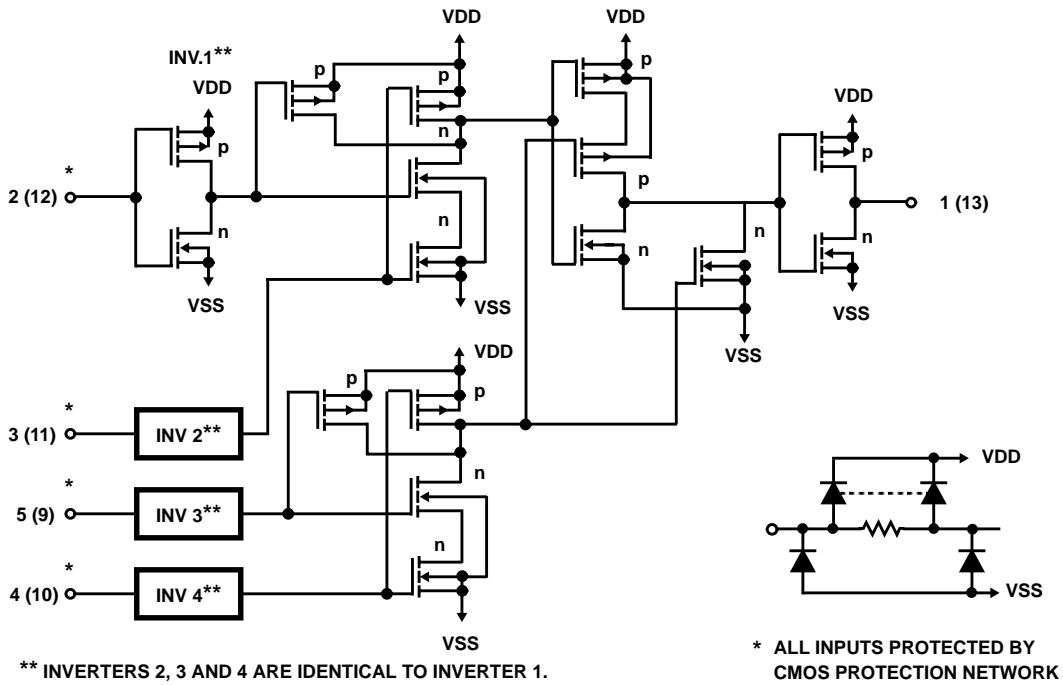 VDD
VDD
INV.1**
p
p
p
n
VDD
VDD
*
p
p
p
2 (12)
n
n
1 (13)
n
n
n
n
VSS
VSS
VSS
VSS
VDD
p
p
*
3 (11)
INV 2**
*
n
VDD
5 (9)
INV 3**
n
*
4 (10)
INV 4**
VSS
VSS
** INVERTERS 2, 3 AND 4 ARE IDENTICAL TO INVERTER 1.
* ALL INPUTS PROTECTED BY
CMOS PROTECTION NETWORK